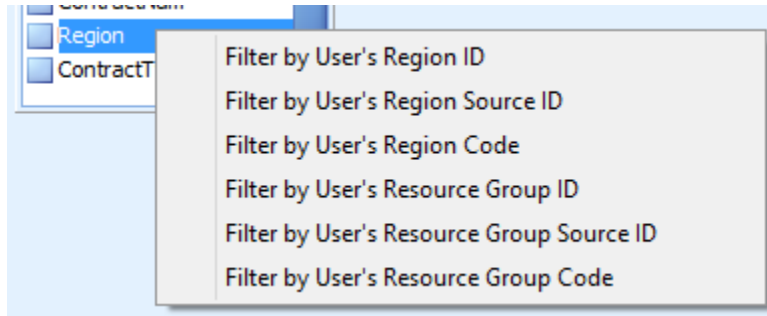 Region
ContractT
Filter by User's Region ID
Filter by User's Region Source ID
Filter by User's Region Code
Filter by User's Resource Group ID
Filter by User's Resource Group Source ID
Filter by User's Resource Group Code